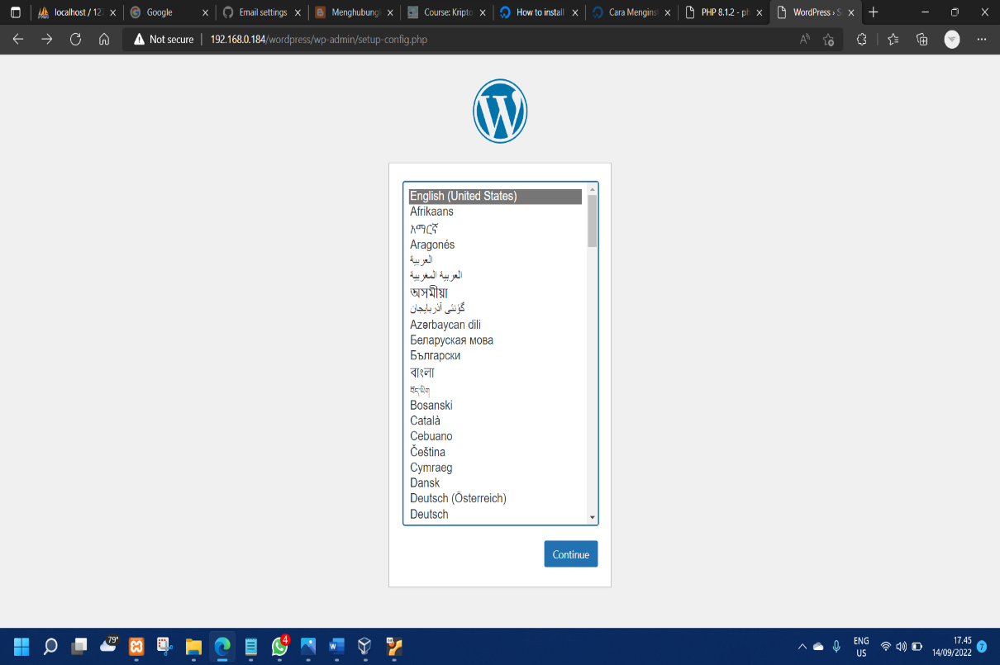 localhost / 127
Google
Email settings
Menghubung
Course: Kripto
How to install
Cara Menginst
PHP 8.1.2 - ph
WordPress › S
Not secure
192.168.0.184/wordpress/wp-admin/setup-config.php
English (United States)
Afrikaans
አማርኛ
Aragonés
العربية
العربية المغربية
অসমীয়া
گؤنئی آذربایجان
Azərbaycan dili
Беларуская мова
Български
বাংলা
བོད་ཡིག
Bosanski
Català
Cebuano
Čeština
Cymraeg
Dansk
Deutsch (Österreich)
Deutsch
Continue
79°
4
ENG
US
17.45
14/09/2022
7